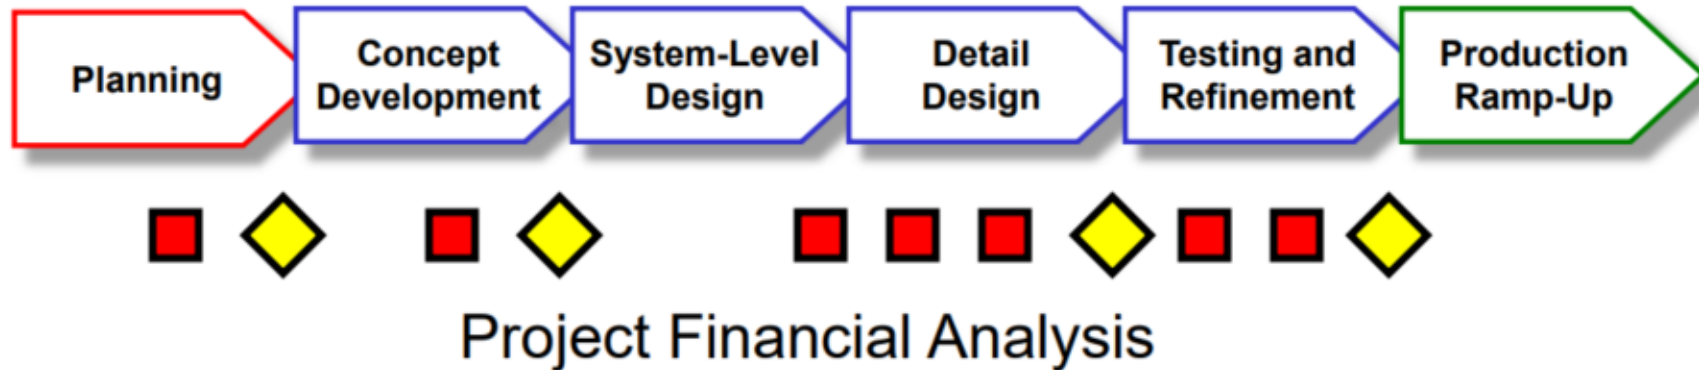 Planning
Concept
Development
System-Level
Design
Detail
Design
Testing and
Refinement
Production
Ramp-Up
Project Financial Analysis